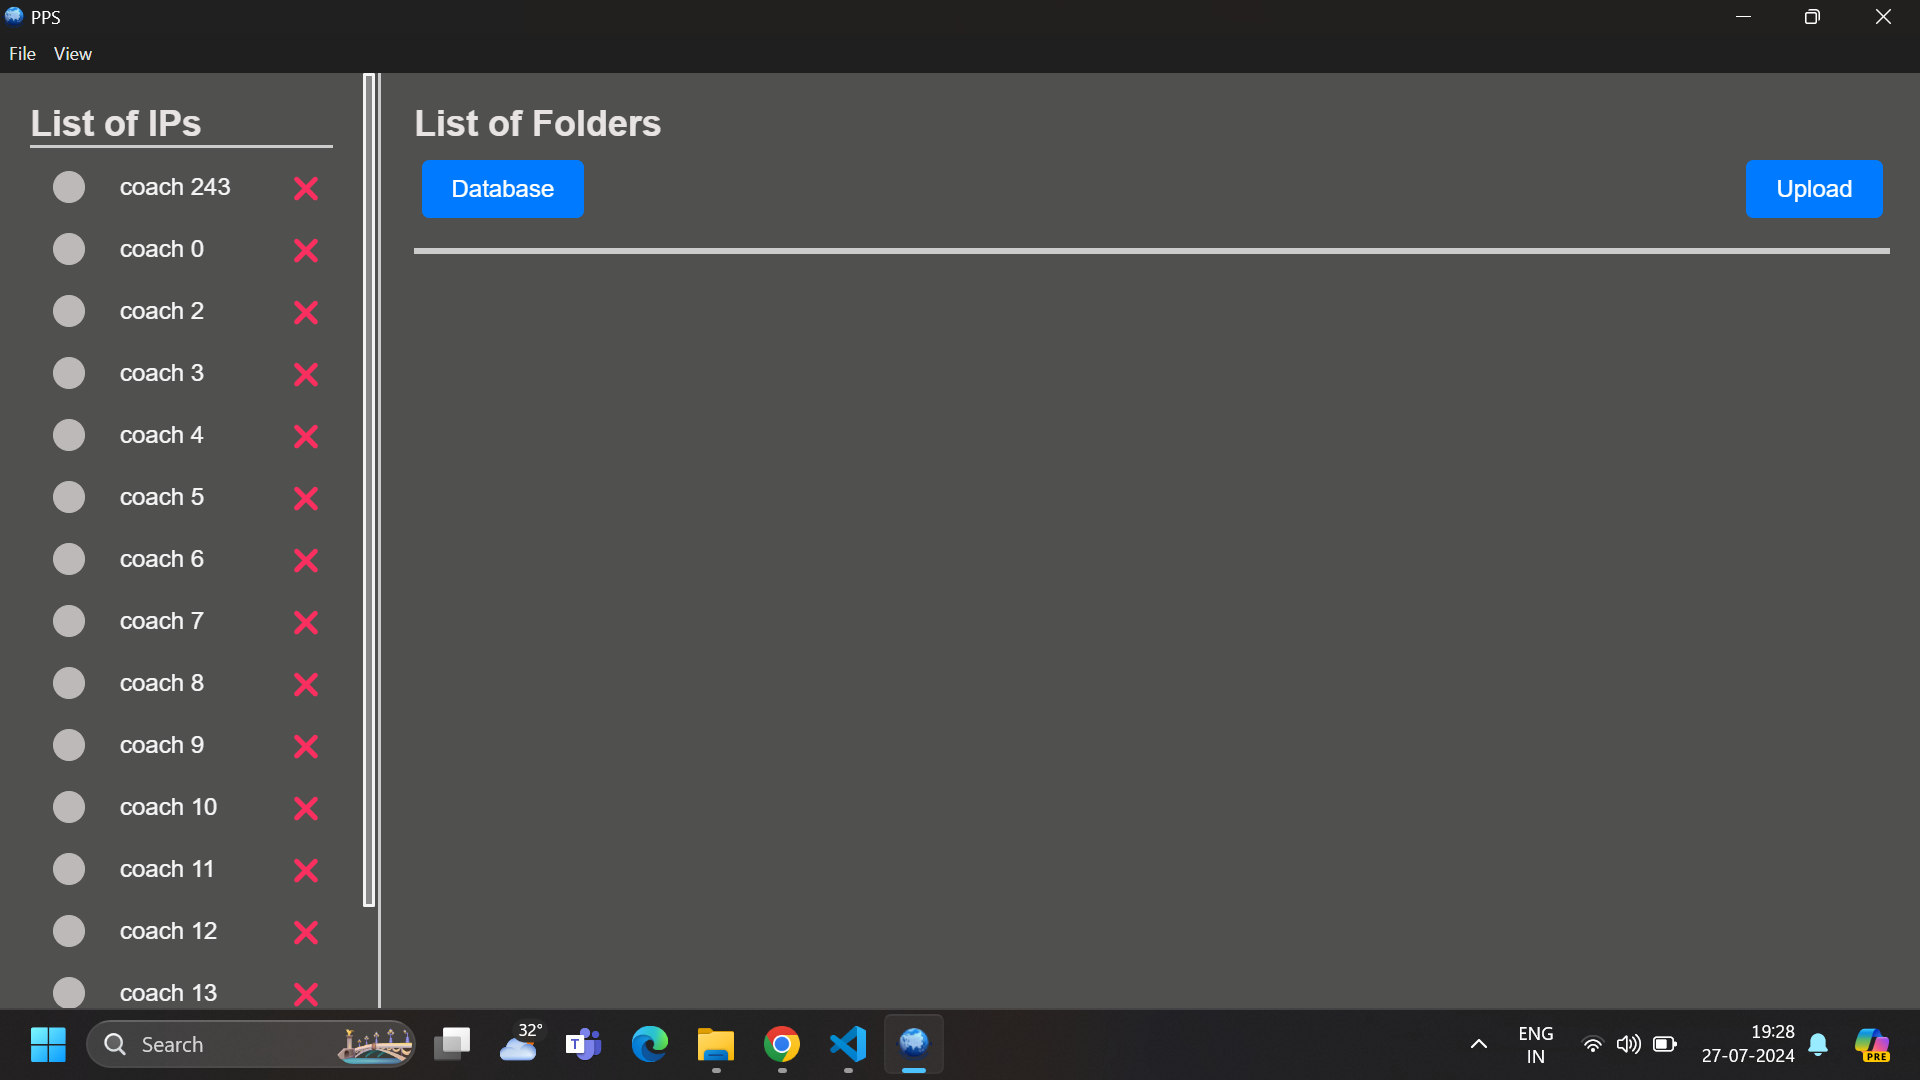 PPS
File View
List of IPs
coach 243
coach 0
coach 2
coach 3
coach 4
coach 5
coach 6
coach 7
coach 8
coach 9
coach 10
coach 11
coach 12
coach 13
List of Folders
Database
Upload
Search
32°
T
ENG
IN
19:28
27-07-2024
PRE